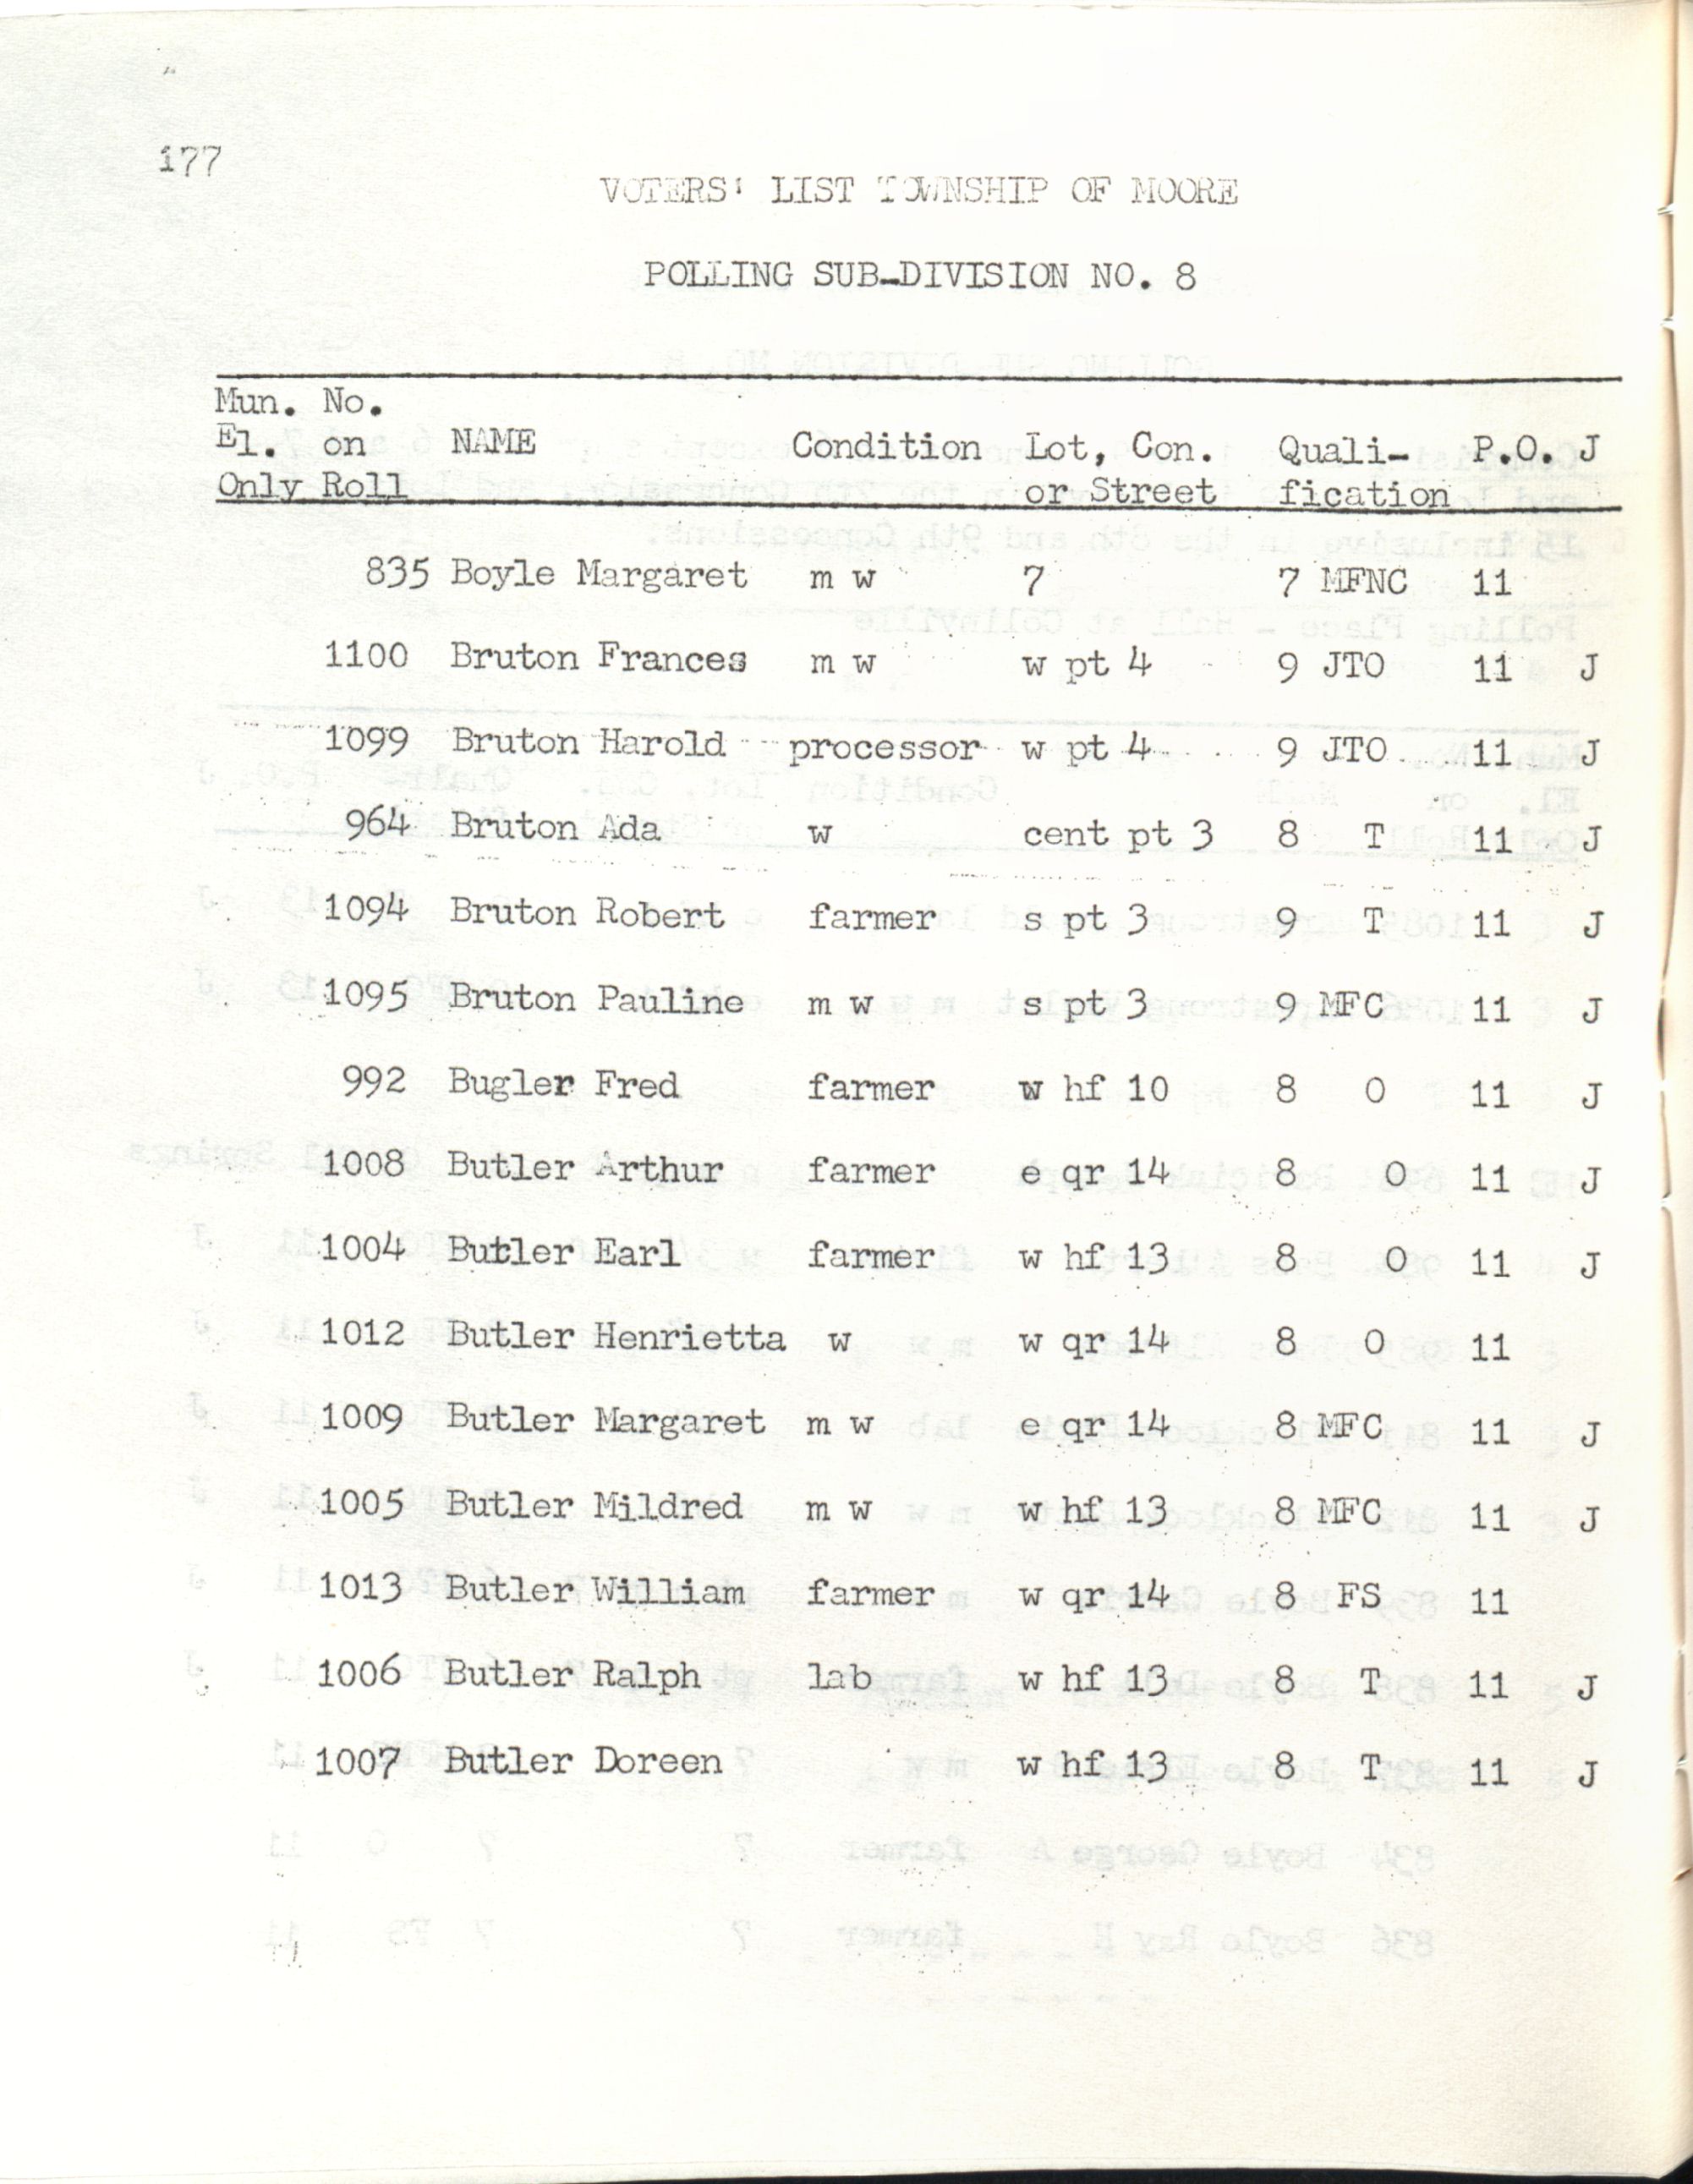 177
VOTERS' LIST TOWNSHIP OF MOORE
POLLING SUB-DIVISION NO. 8
Mun. No.
El. on NAME Condition Lot, Con. Quali- P.O. J
Only Roll or Street fication
835 Boyle Margaret m w 7 7 MFNC 11
1100 Bruton Frances m w w pt 4 9 JTO 11 J
1099 Bruton Harold processor w pt 4 9 JTO 11 J
964 Bruton Ada w cent pt 3 8 T 11 J
1094 Bruton Robert farmer s pt 3 9 T 11 J
1095 Bruton Pauline m w s pt 3 9 MFC 11 J
992 Bugler Fred farmer w hf 10 8 O 11 J
1008 Butler Arthur farmer e qr 14 8 O 11 J
1004 Butler Earl farmer w hf 13 8 O 11 J
1012 Butler Henrietta w w qr 14 8 O 11
1009 Butler Margaret m w e qr 14 8 MFC 11 J
1005 Butler Mildred m w w hf 13 8 MFC 11 J
1013 Butler William farmer w qr 14 8 FS 11
1006 Butler Ralph lab w hf 13 8 T 11 J
1007 Butler Doreen w hf 13 8 T 11 J